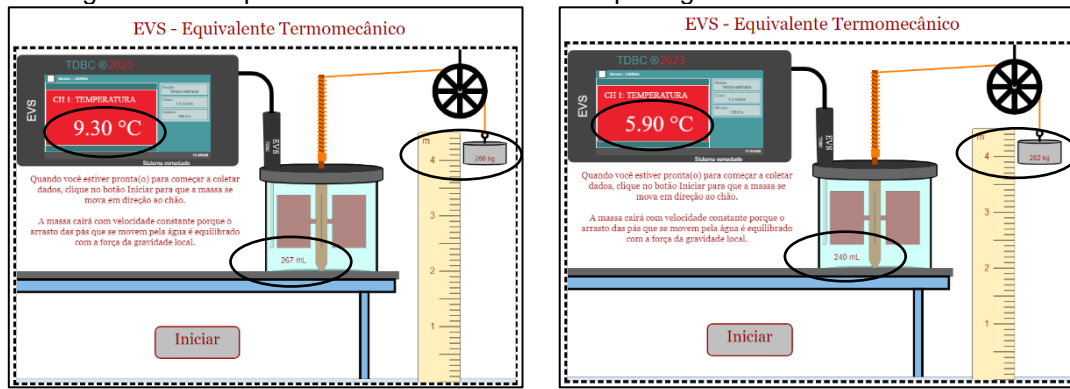 EVS - Equivalente Termomecânico
TDBC ®2023
EVS
CH 1: TEMPERATURA
9.30 °C
Sistema conectado
EVS
TDBC
m
4
266 kg
3
2
1
Quando você estiver pronta(o) para começar a coletar
dados, clique no botão Iniciar para que a massa se
mova em direção ao chão.
A massa cairá com velocidade constante porque o
arrasto das pás que se movem pela água é equilibrado
com a força da gravidade local.
267 mL
Iniciar
EVS - Equivalente Termomecânico
TDBC ®2023
EVS
CH 1: TEMPERATURA
5.90 °C
Sistema conectado
EVS
TDBC
m
4
282 kg
3
2
1
Quando você estiver pronta(o) para começar a coletar
dados, clique no botão Iniciar para que a massa se
mova em direção ao chão.
A massa cairá com velocidade constante porque o
arrasto das pás que se movem pela água é equilibrado
com a força da gravidade local.
240 mL
Iniciar